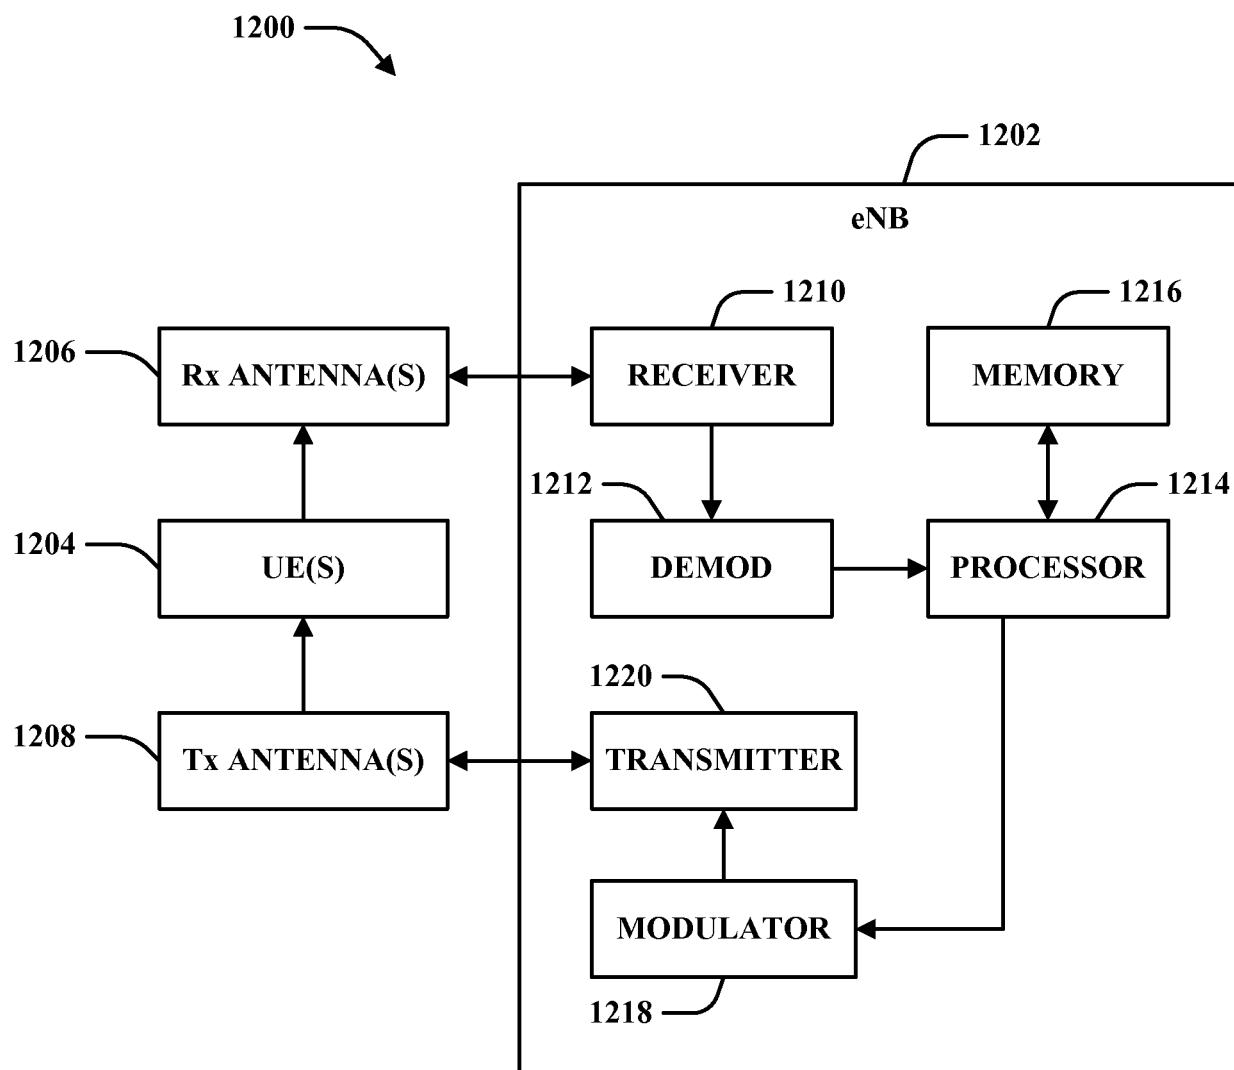 1200
1202
eNB
1210
1216
1206
Rx ANTENNA(S)
RECEIVER
MEMORY
1212
1214
1204
UE(S)
DEMOD
PROCESSOR
1220
1208
Tx ANTENNA(S)
TRANSMITTER
MODULATOR
1218